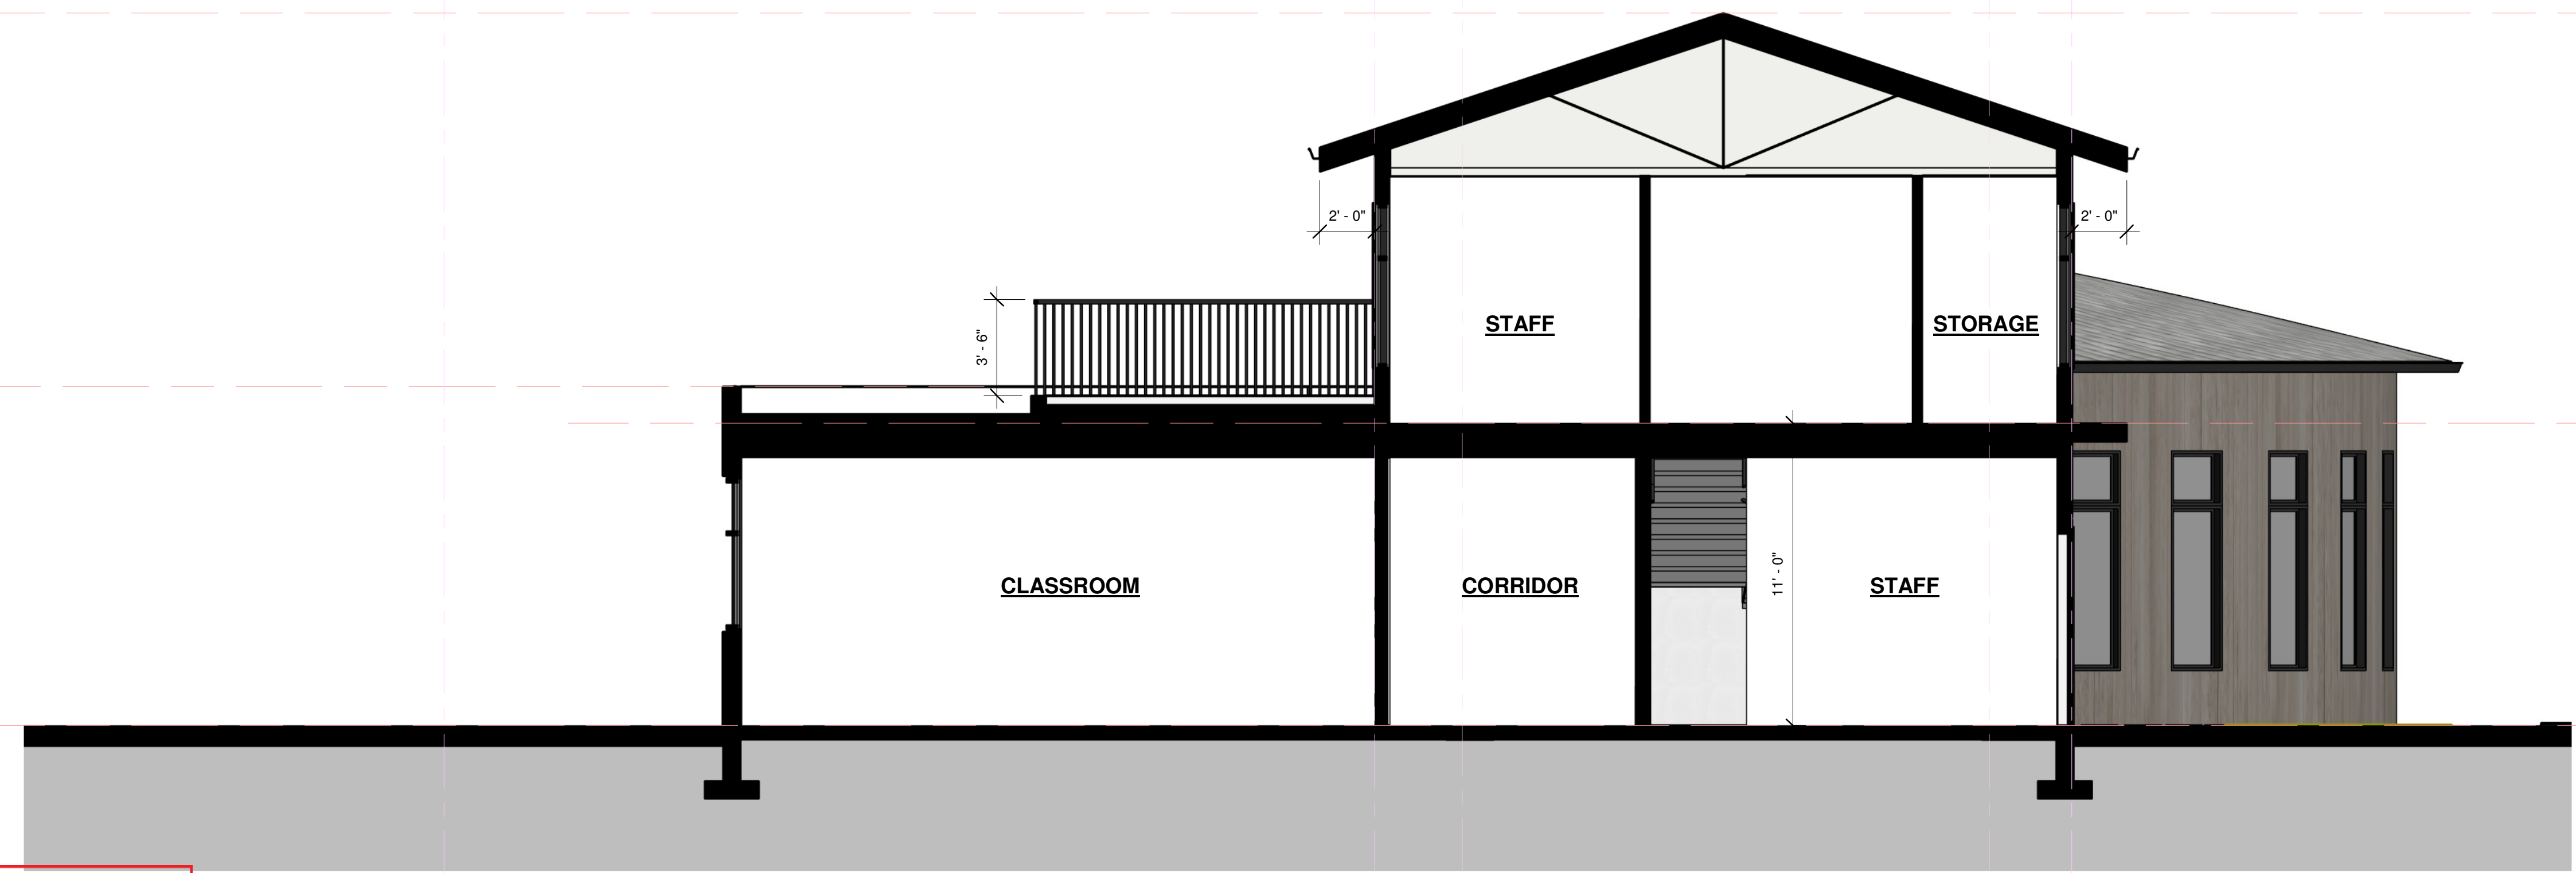 2' - 0"
2' - 0"
3' - 6"
STAFF
STORAGE
CLASSROOM
CORRIDOR
11' - 0"
STAFF